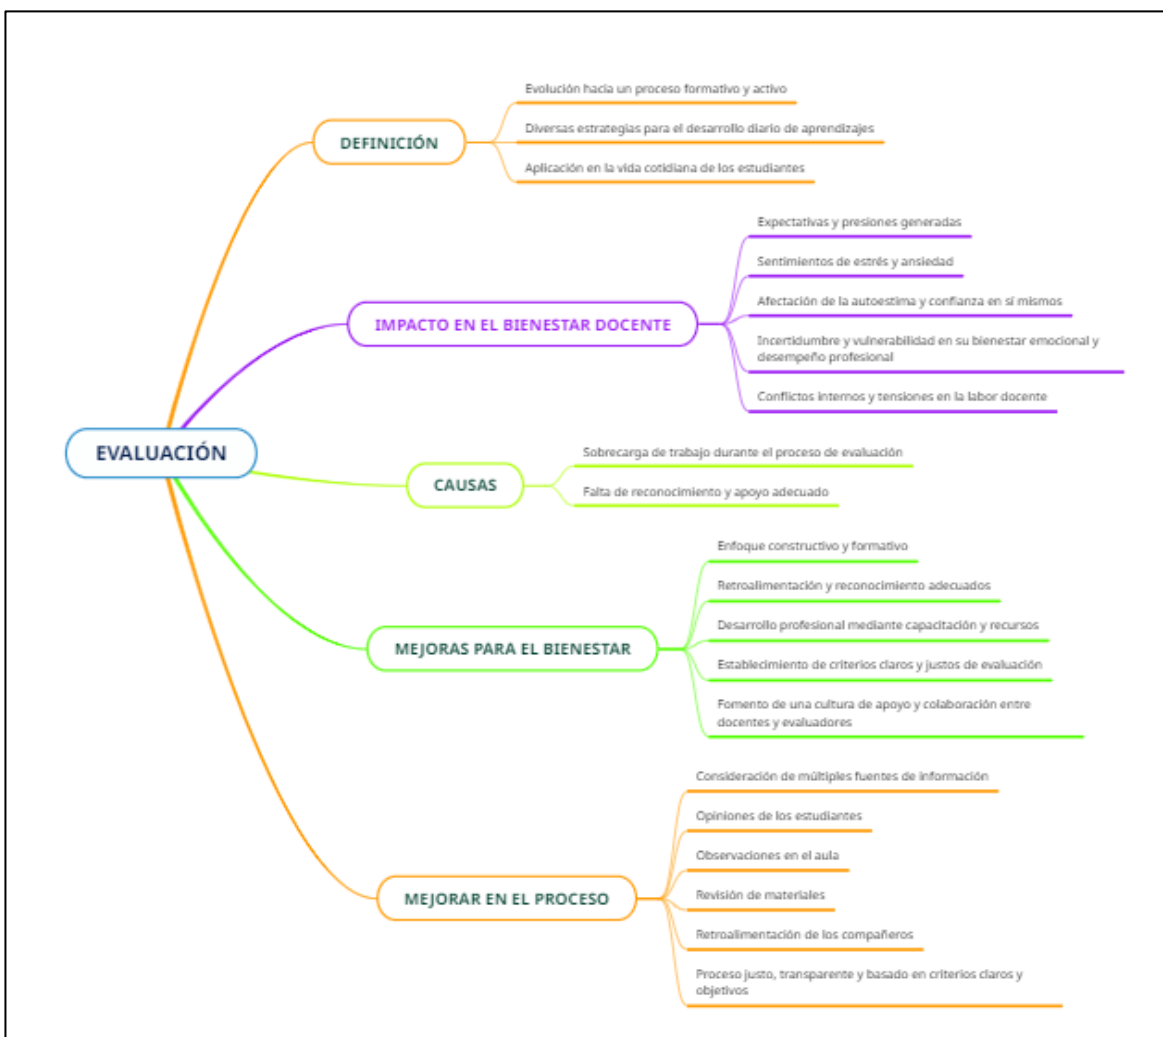 EVALUACIÓN
DEFINICIÓN
Evolución hacia un proceso formativo y activo
Diversas estrategias para el desarrollo diario de aprendizajes
Aplicación en la vida cotidiana de los estudiantes
IMPACTO EN EL BIENESTAR DOCENTE
Expectativas y presiones generadas
Sentimientos de estrés y ansiedad
Afectación de la autoestima y confianza en sí mismos
Incertidumbre y vulnerabilidad en su bienestar emocional y
desempeño profesional
Conflictos internos y tensiones en la labor docente
CAUSAS
Sobrecarga de trabajo durante el proceso de evaluación
Falta de reconocimiento y apoyo adecuado
MEJORAS PARA EL BIENESTAR
Enfoque constructivo y formativo
Retroalimentación y reconocimiento adecuados
Desarrollo profesional mediante capacitación y recursos
Establecimiento de criterios claros y justos de evaluación
Fomento de una cultura de apoyo y colaboración entre
docentes y evaluadores
MEJORAR EN EL PROCESO
Consideración de múltiples fuentes de información
Opiniones de los estudiantes
Observaciones en el aula
Revisión de materiales
Retroalimentación de los compañeros
Proceso justo, transparente y basado en criterios claros y
objetivos